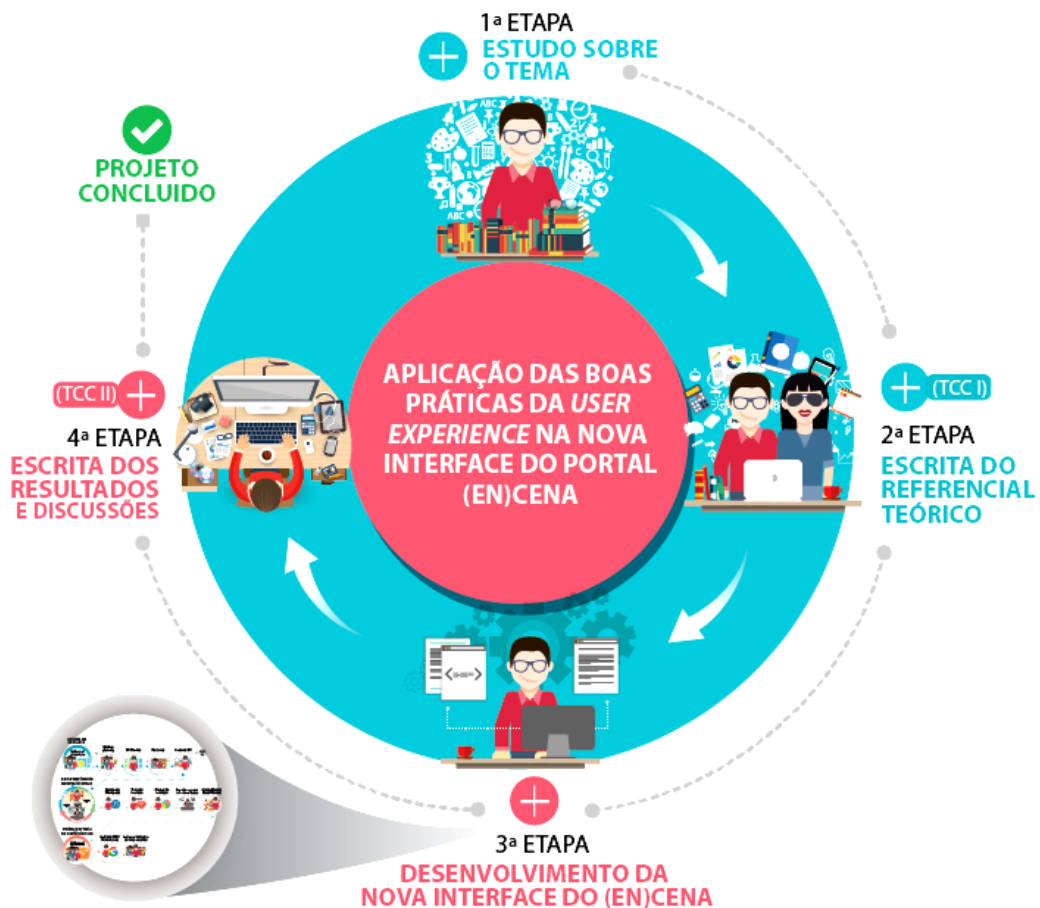 1ª ETAPA
ESTUDO SOBRE
O TEMA
PROJETO
CONCLUIDO
APLICAÇÃO DAS BOAS
PRÁTICAS DA USER
EXPERIENCE NA NOVA
INTERFACE DO PORTAL
(EN)CENA
(TCC I)
2ª ETAPA
ESCRITA DO
REFERENCIAL
TEÓRICO
(TCC II)
4ª ETAPA
ESCRITA DOS
RESULTADOS
E DISCUSSÕES
3ª ETAPA
DESENVOLVIMENTO DA
NOVA INTERFACE DO (EN)CENA